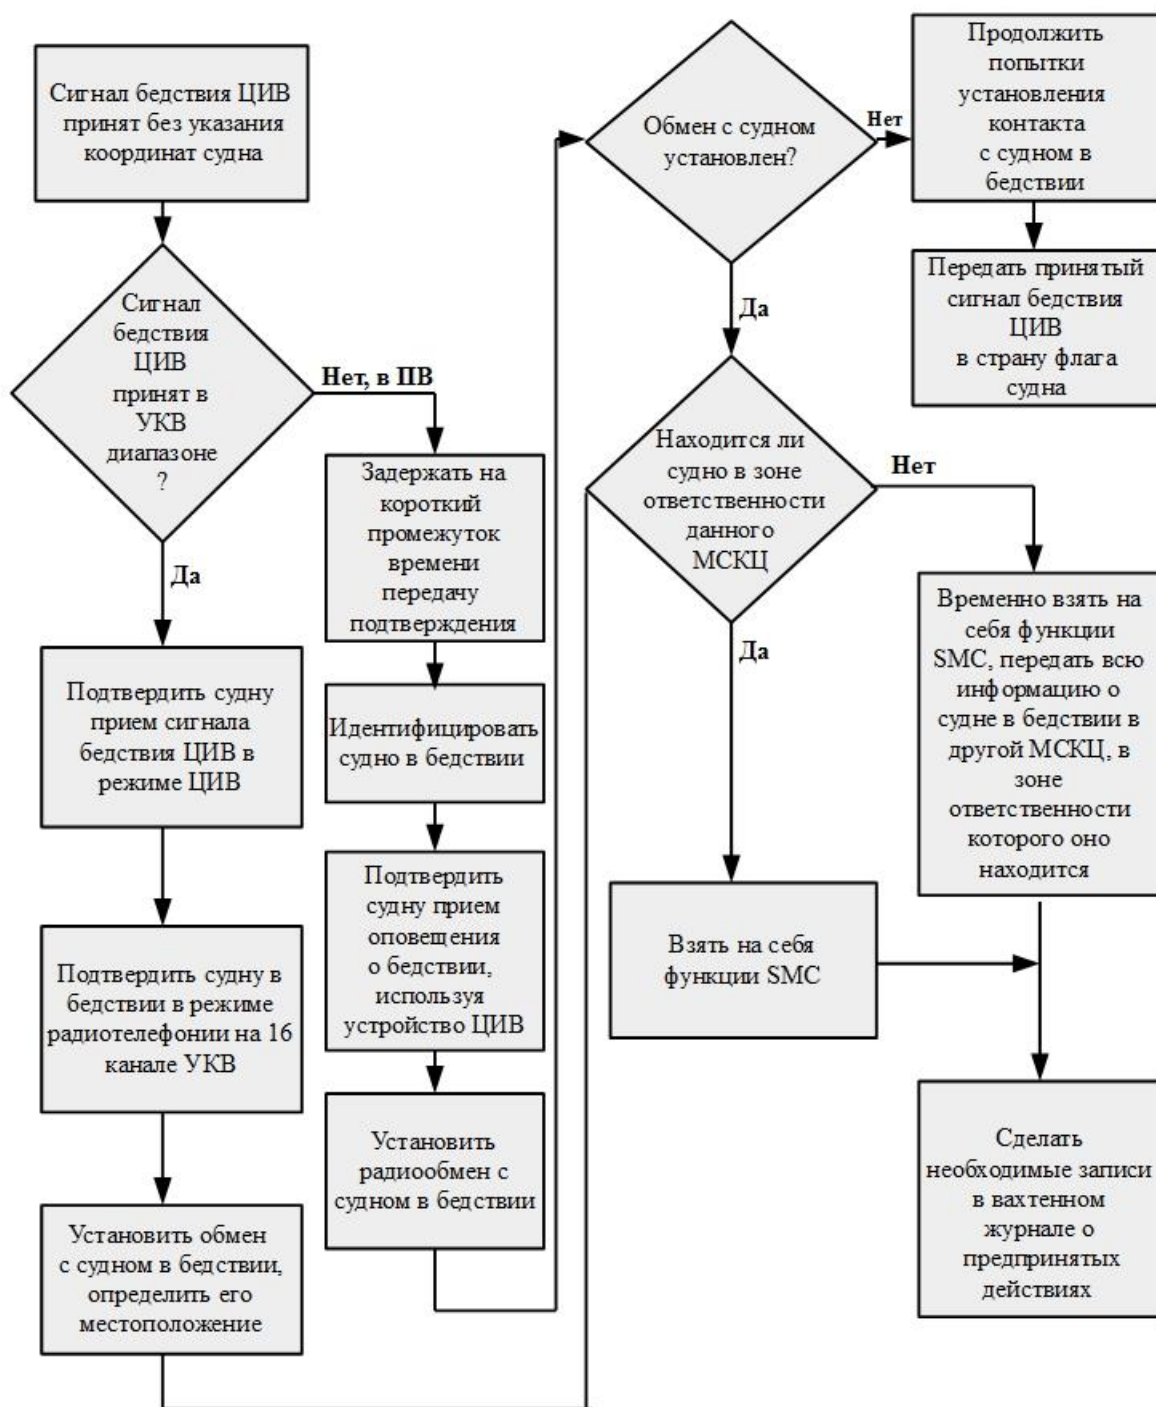 Сигнал бедствия ЦИВ
принят без указания
координат судна
Сигнал
бедствия
ЦИВ
принят в
УКВ
диапазоне
?
Нет, в ПВ
Да
Подтвердить судну
прием сигнала
бедствия ЦИВ в
режиме ЦИВ
Подтвердить судну в
бедствии в режиме
радиотелефонии на 16
канале УКВ
Установить обмен
с судном в бедствии,
определить его
местоположение
Задержать на
короткий
промежуток
времени
передачу
подтверждения
Идентифицировать
судно в бедствии
Подтвердить
судну прием
оповещения
о бедствии,
используя
устройство ЦИВ
Установить
радиообмен с
судном в бедствии
Обмен с судном
установлен?
Нет
Да
Продолжить
попытки
установления
контакта
с судном в
бедствии
Передать принятый
сигнал бедствия
ЦИВ
в страну флага
судна
Находится ли
судно в зоне
ответственности
данного
МСКЦ
Нет
Да
Временно взять на
себя функции
SMC, передать всю
информацию о
судне в бедствии в
другой МСКЦ, в
зоне
ответственности
которого оно
находится
Взять на себя
функции SMC
Сделать
необходимые записи
в вахтенном
журнале о
предпринятых
действиях